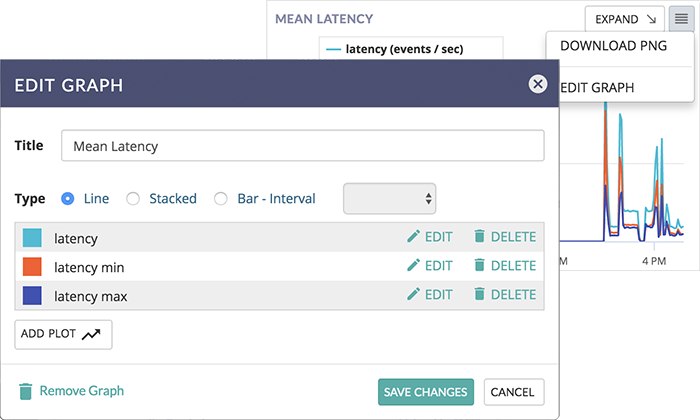 MEAN LATENCY
EXPAND
latency (events / sec)
DOWNLOAD PNG
EDIT GRAPH
EDIT GRAPH
Title Mean Latency
Type Line Stacked Bar - Interval
latency EDIT DELETE
latency min EDIT DELETE
latency max EDIT DELETE
4 PM
ADD PLOT
Remove Graph SAVE CHANGES CANCEL